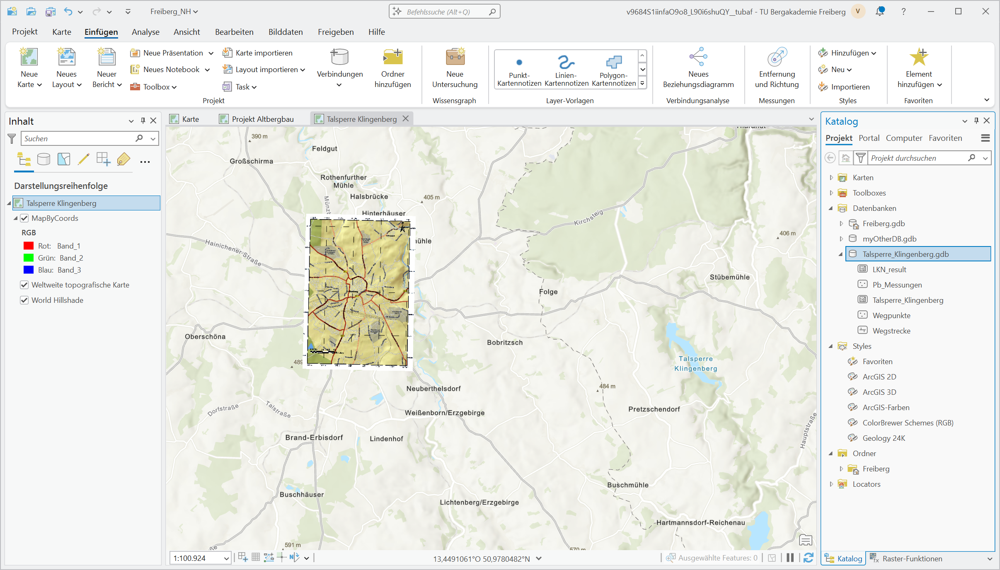 Freiberg_NH
Befehlssuche (Alt+Q)
v9684S1iinfaO9o8_L90i6shuQY__tubaf - TU Bergakademie Freiberg
V
?
Projekt
Karte
Einfügen
Analyse
Ansicht
Bearbeiten
Bilddaten
Freigeben
Hilfe
Neue
Karte
Neues
Layout
Neuer
Bericht
Neue Präsentation
Neues Notebook
Toolbox
Karte importieren
Layout importieren
Task
Verbindungen
Ordner
hinzufügen
Projekt
Neue
Untersuchung
Wissensgraph
Punkt-
Kartennotizen
Linien-
Kartennotizen
Polygon-
Kartennotizen
Layer-Vorlagen
Neues
Beziehungsdiagramm
Verbindungsanalyse
Entfernung
und Richtung
Messungen
Hinzufügen
Neu
Importieren
Styles
Element
hinzufügen
Favoriten
Inhalt
Suchen
Darstellungsreihenfolge
Talsperre Klingenberg
MapByCoords
RGB
Rot: Band_1
Grün: Band_2
Blau: Band_3
Weltweite topografische Karte
World Hillshade
Karte
Projekt Altbergbau
Talsperre Klingenberg
390 m
Feldgut
Großschirma
Rothenfurther
Mühle
Halsbrücke
405 m
Hinterhäuser
Kirchsteig
406 m
Hainichener Straße
Stübemühle
Folge
Freiberg
Oberschöna
Bobritzsch
Talsperre
Klingenberg
484 m
Neuberthelsdorf
Dorfstraße
Talstraße
Weißenborn/Erzgebirge
Pretzschendorf
Hauptstraße
Brand-Erbisdorf
Lindenhof
Buschmühle
Buschhäuser
Lichtenberg/Erzgebirge
Hartmannsdorf-Reichenau
591 m
570 m
1:100.924
13,4491061°O 50,9780482°N
Ausgewählte Features: 0
Katalog
Projekt
Portal
Computer
Favoriten
Projekt durchsuchen
Karten
Toolboxes
Datenbanken
Freiberg.gdb
myOtherDB.gdb
Talsperre_Klingenberg.gdb
LKN_result
Pb_Messungen
Talsperre_Klingenberg
Wegpunkte
Wegstrecke
Styles
Favoriten
ArcGIS 2D
ArcGIS 3D
ArcGIS-Farben
ColorBrewer Schemes (RGB)
Geology 24K
Ordner
Freiberg
Locators
Katalog
Raster-Funktionen